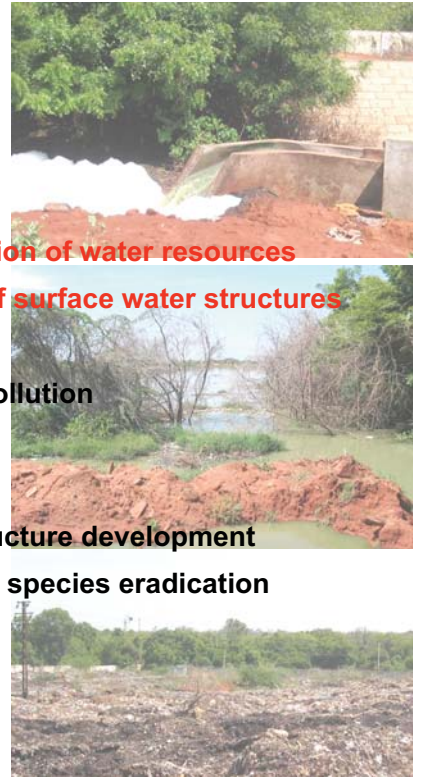 ion of water resources
f surface water structures
ollution
ucture development
species eradication